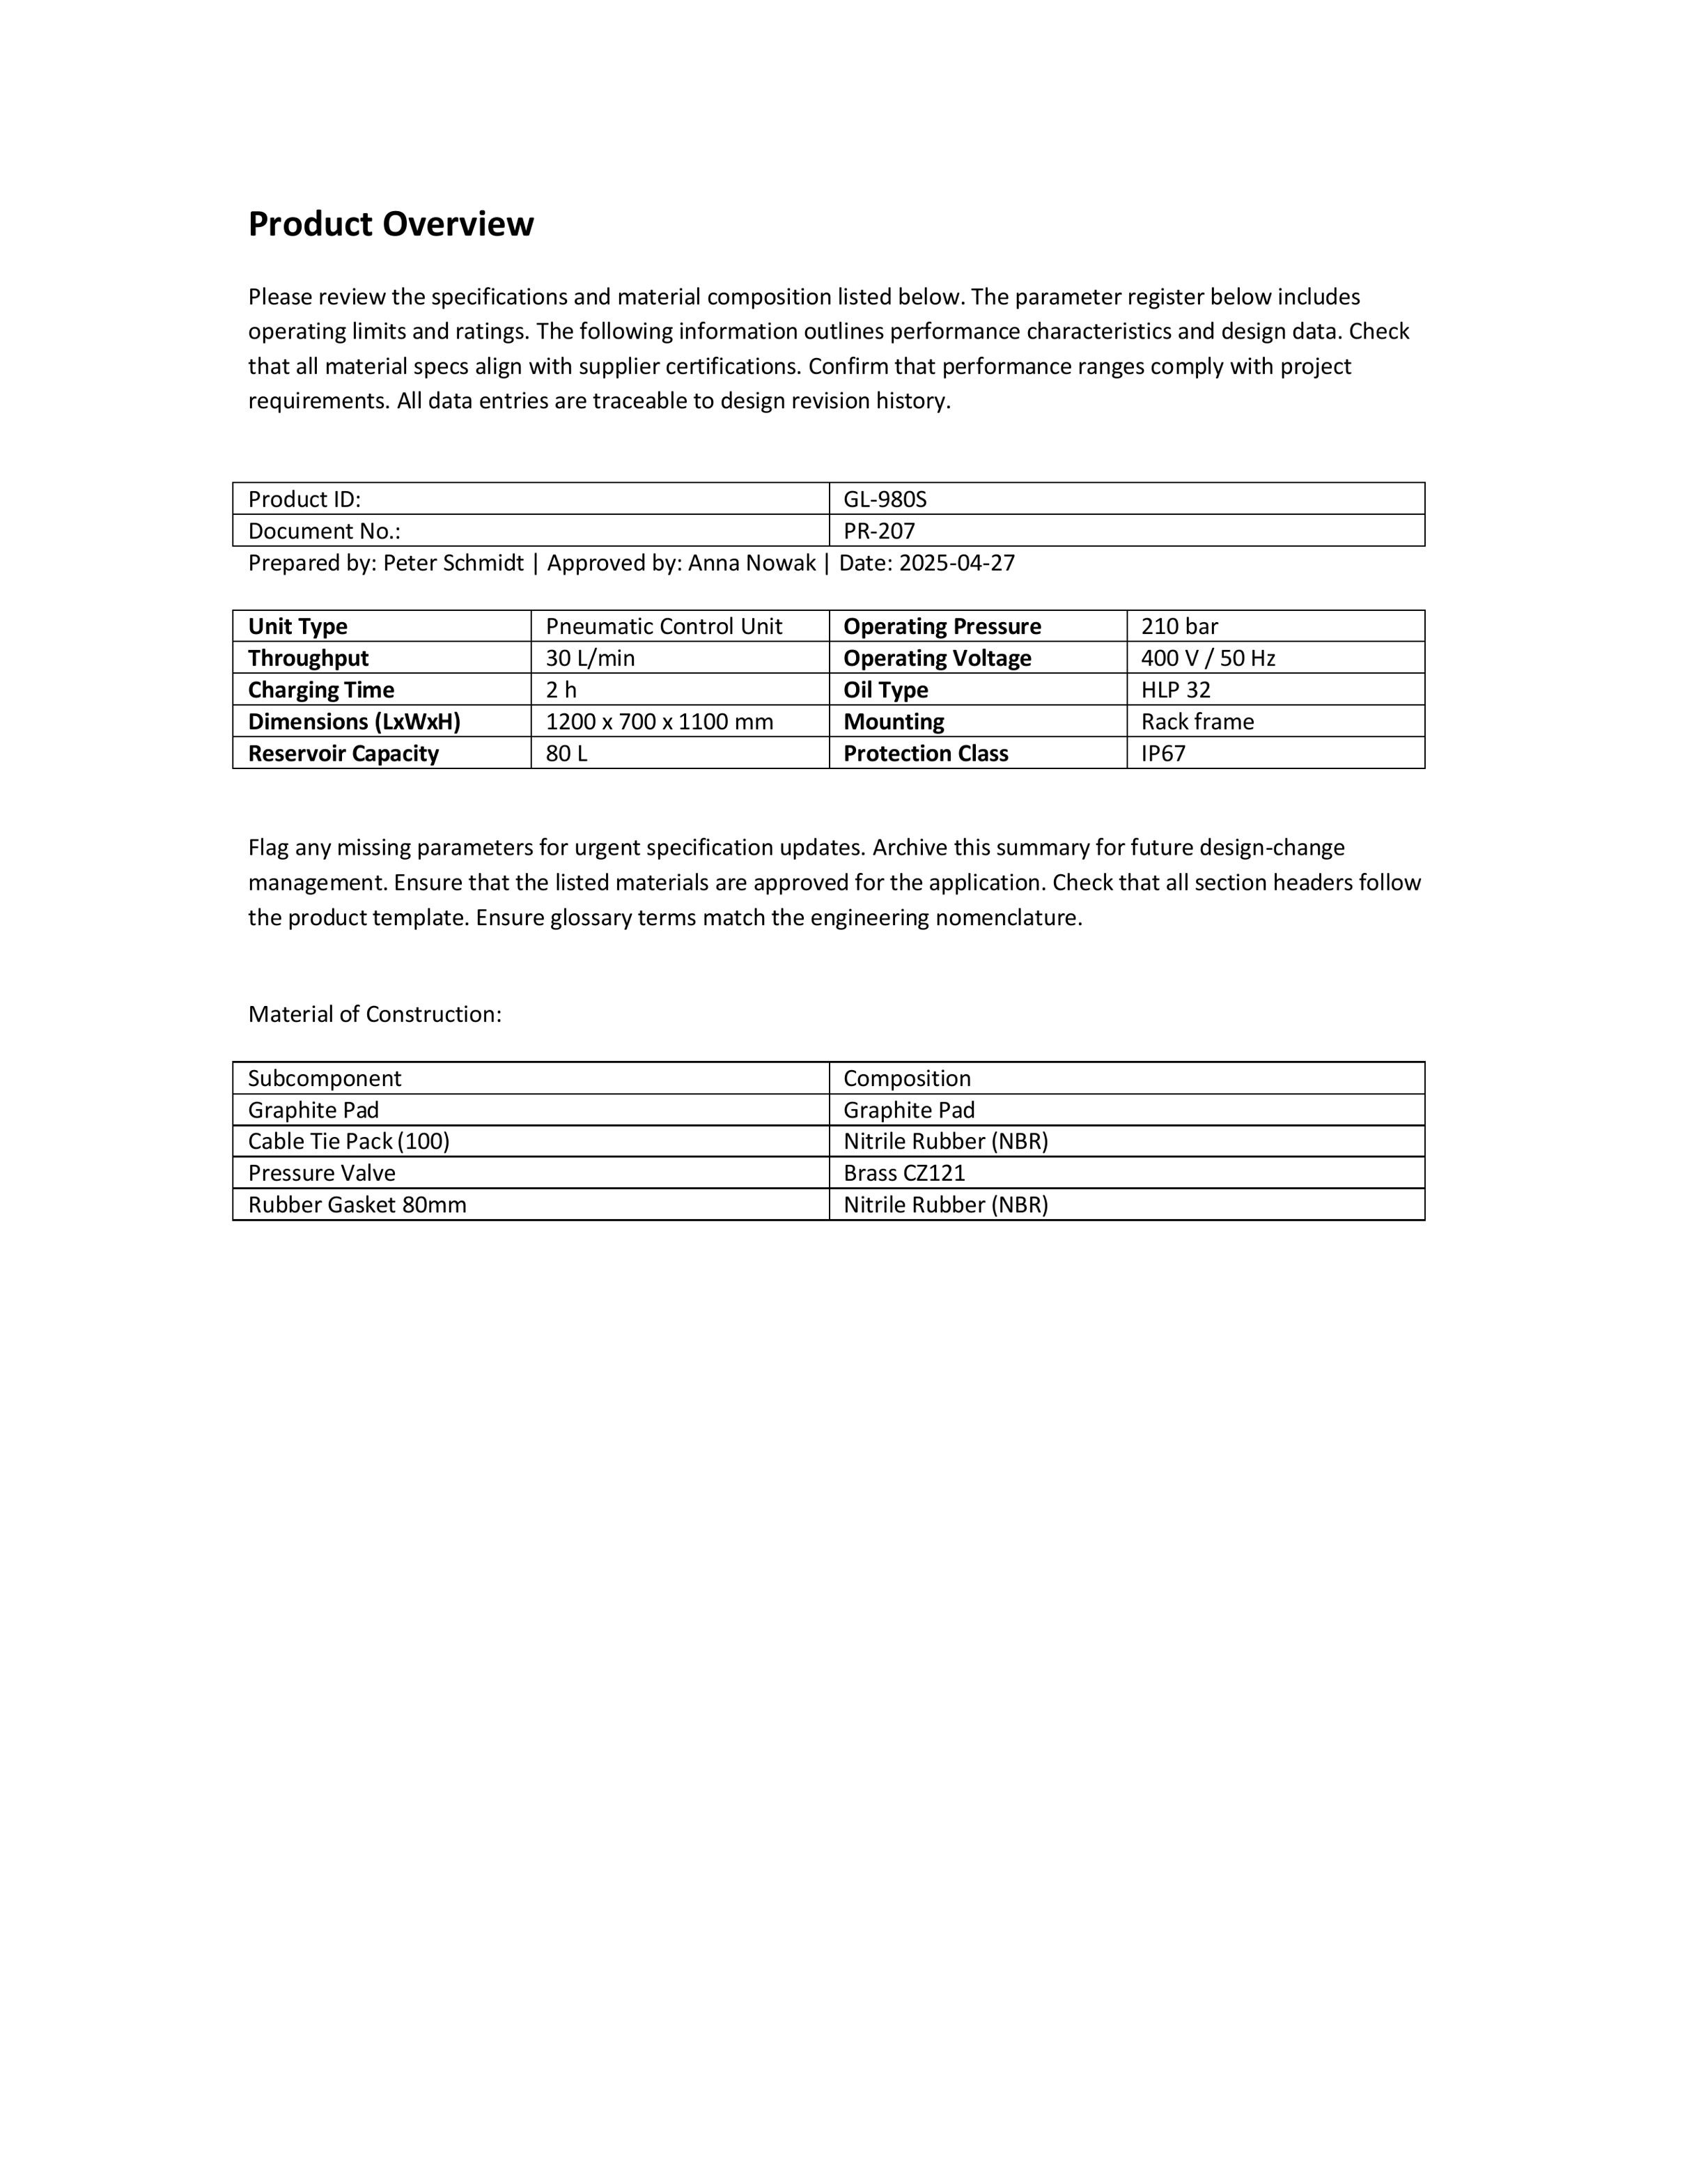 Product Overview
Please review the specifications and material composition listed below. The parameter register below includes
operating limits and ratings. The following information outlines performance characteristics and design data. Check
that all material specs align with supplier certifications. Confirm that performance ranges comply with project
requirements. All data entries are traceable to design revision history.
Product ID: GL-980S
Document No.: PR-207
Prepared by: Peter Schmidt | Approved by: Anna Nowak | Date: 2025-04-27
Unit Type Pneumatic Control Unit Operating Pressure 210 bar
Throughput 30 L/min Operating Voltage 400 V / 50 Hz
Charging Time 2 h Oil Type HLP 32
Dimensions (LxWxH) 1200 x 700 x 1100 mm Mounting Rack frame
Reservoir Capacity 80 L Protection Class IP67
Flag any missing parameters for urgent specification updates. Archive this summary for future design-change
management. Ensure that the listed materials are approved for the application. Check that all section headers follow
the product template. Ensure glossary terms match the engineering nomenclature.
Material of Construction:
Subcomponent Composition
Graphite Pad Graphite Pad
Cable Tie Pack (100) Nitrile Rubber (NBR)
Pressure Valve Brass CZ121
Rubber Gasket 80mm Nitrile Rubber (NBR)